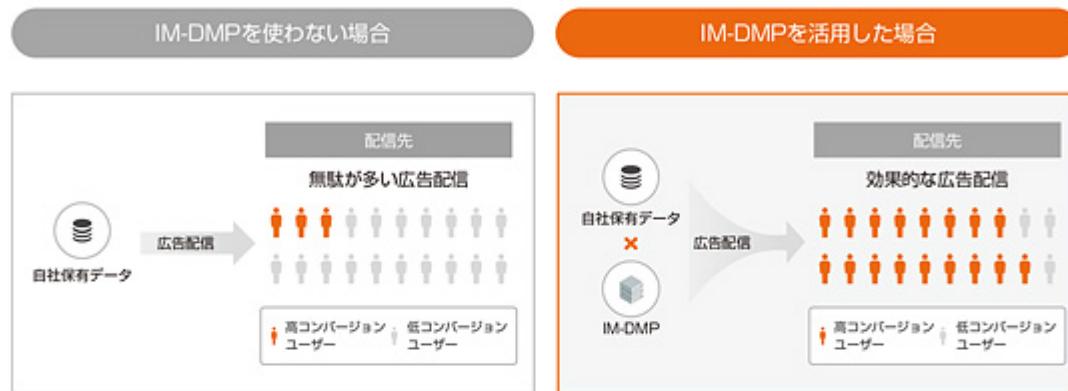 IM-DMPを使わない場合
配信先
無駄が多い広告配信
広告配信
自社保有データ
高コンバージョン
ユーザー
低コンバージョン
ユーザー
IM-DMPを活用した場合
配信先
効果的な広告配信
自社保有データ
×
広告配信
IM-DMP
高コンバージョン
ユーザー
低コンバージョン
ユーザー